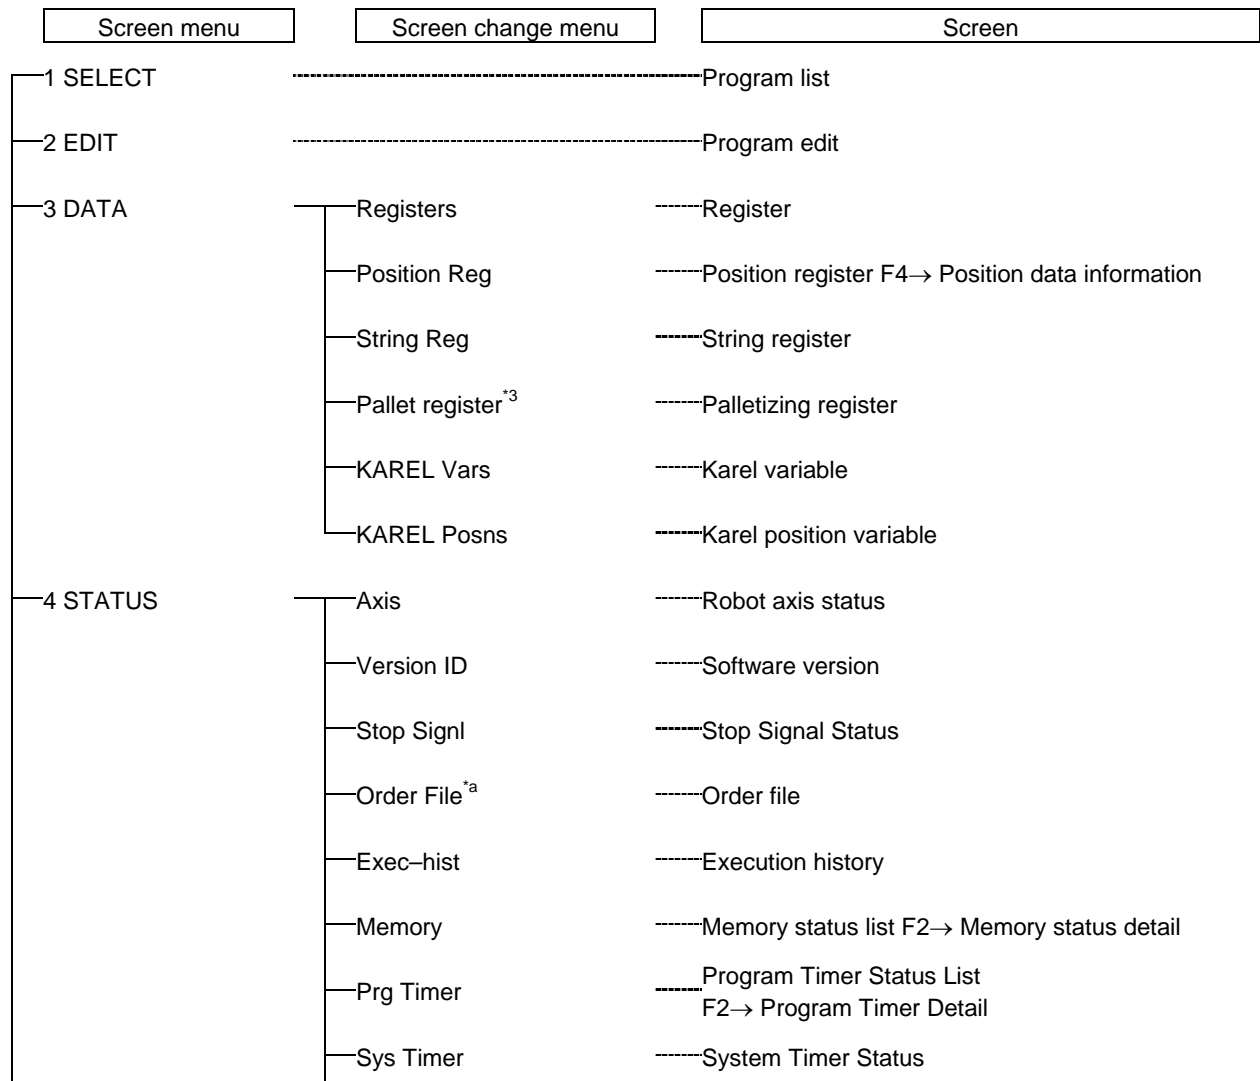 Screen menu Screen change menu Screen
1 SELECT Program list
2 EDIT Program edit
3 DATA Registers Register
Position Reg Position register F4→ Position data information
String Reg String register
Pallet register*3 Palletizing register
KAREL Vars Karel variable
KAREL Posns Karel position variable
4 STATUS Axis Robot axis status
Version ID Software version
Stop Signl Stop Signal Status
Order File*a Order file
Exec–hist Execution history
Memory Memory status list F2→ Memory status detail
Prg Timer Program Timer Status List
F2→ Program Timer Detail
Sys Timer System Timer Status